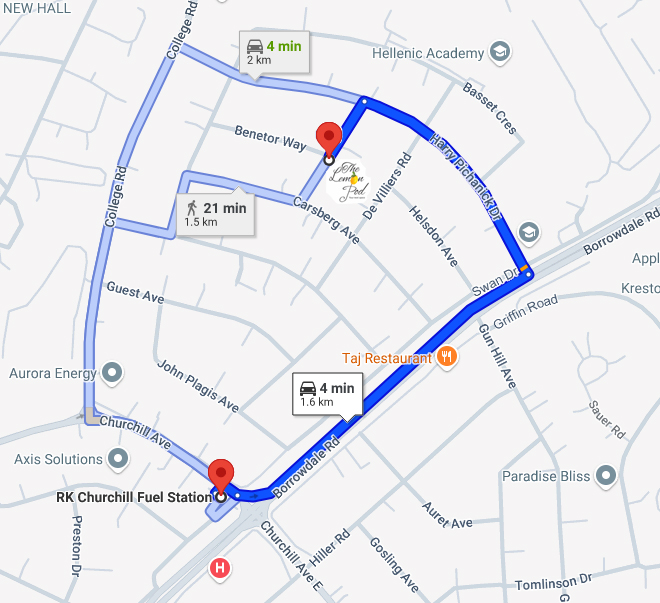 NEW HALL
College Rd
4 min
2 km
Hellenic Academy
Basset Cres
Benetor Way
Harry Pichanick Dr
The
Lemon
Pod
De Villiers Rd
College Rd
21 min
1.5 km
Carsberg Ave
Helsdon Ave
Borrowdale Rd
Appl
Swan Dr
Kresto
Guest Ave
Griffin Road
Gun Hill Ave
Taj Restaurant
Aurora Energy
John Plagis Ave
4 min
1.6 km
Churchill Ave
Sauer Rd
Axis Solutions
Borrowdale Rd
Paradise Bliss
RK Churchill Fuel Station
Auret Ave
Preston Dr
Churchill Ave E
Hiller Rd
Gosling Ave
H
Tomlinson Dr
G